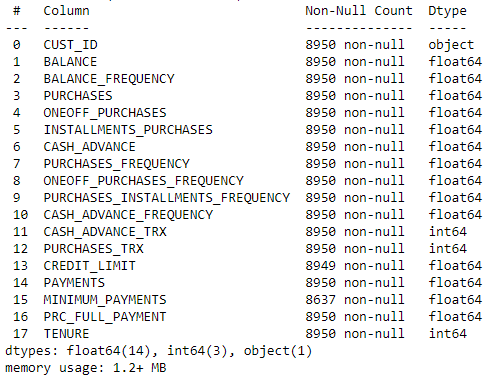 #   Column                            Non-Null Count  Dtype
---  ------                            --------------  -----
 0   CUST_ID                           8950 non-null   object
 1   BALANCE                           8950 non-null   float64
 2   BALANCE_FREQUENCY                 8950 non-null   float64
 3   PURCHASES                         8950 non-null   float64
 4   ONEOFF_PURCHASES                  8950 non-null   float64
 5   INSTALLMENTS_PURCHASES            8950 non-null   float64
 6   CASH_ADVANCE                      8950 non-null   float64
 7   PURCHASES_FREQUENCY               8950 non-null   float64
 8   ONEOFF_PURCHASES_FREQUENCY        8950 non-null   float64
 9   PURCHASES_INSTALLMENTS_FREQUENCY  8950 non-null   float64
 10  CASH_ADVANCE_FREQUENCY            8950 non-null   float64
 11  CASH_ADVANCE_TRX                  8950 non-null   int64
 12  PURCHASES_TRX                     8950 non-null   int64
 13  CREDIT_LIMIT                      8949 non-null   float64
 14  PAYMENTS                          8950 non-null   float64
 15  MINIMUM_PAYMENTS                  8637 non-null   float64
 16  PRC_FULL_PAYMENT                  8950 non-null   float64
 17  TENURE                            8950 non-null   int64
dtypes: float64(14), int64(3), object(1)
memory usage: 1.2+ MB